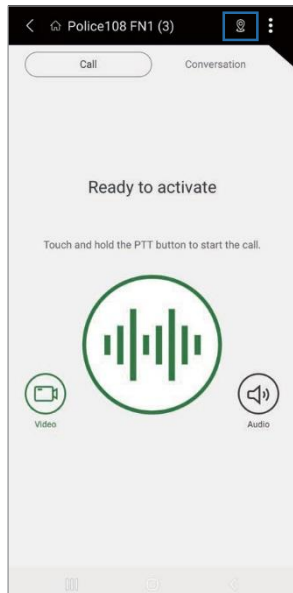 Police108 FN1 (3)
Call
Conversation
Ready to activate
Touch and hold the PTT button to start the call.
Video
Audio